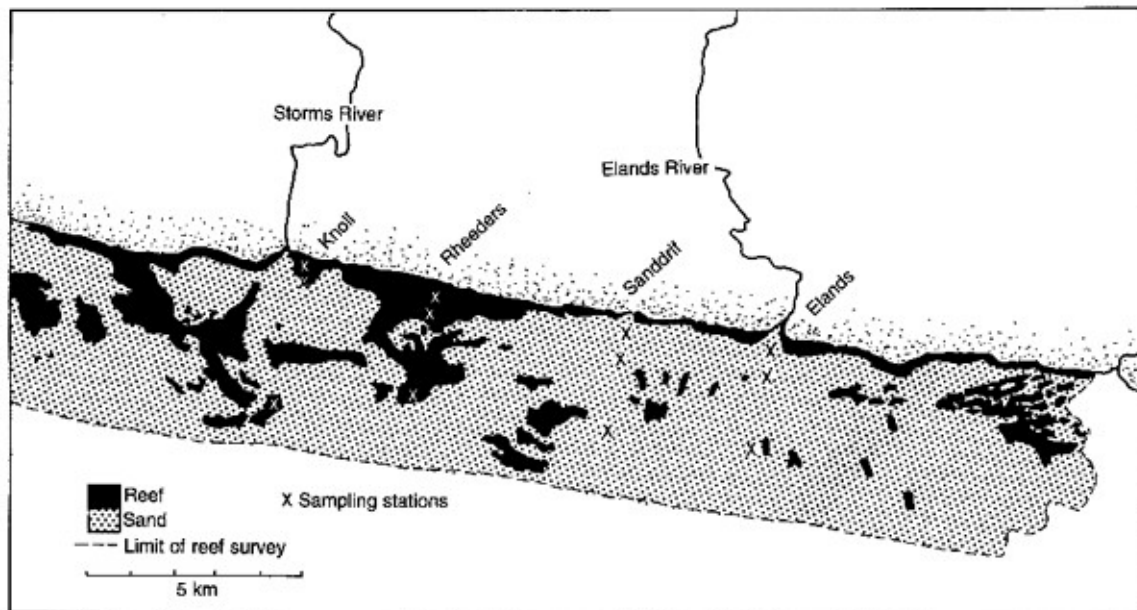 Storms River
Elands River
Knoll
Rheeders
Sanddrif
Elands
Reef
Sand
X Sampling stations
Limit of reef survey
5 km